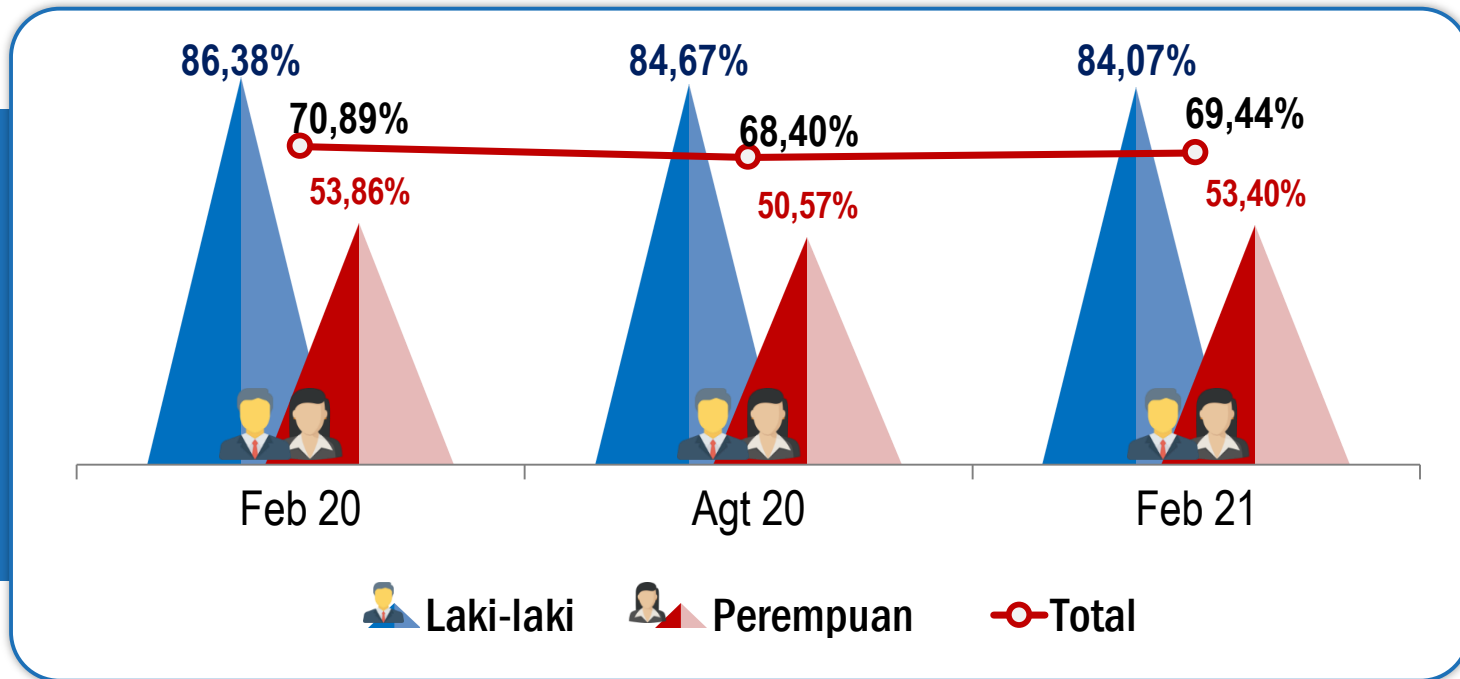 86,38%
84,67%
84,07%
70,89%
68,40%
69,44%
53,86%
50,57%
53,40%
Feb 20
Agt 20
Feb 21
Laki-laki
Perempuan
Total